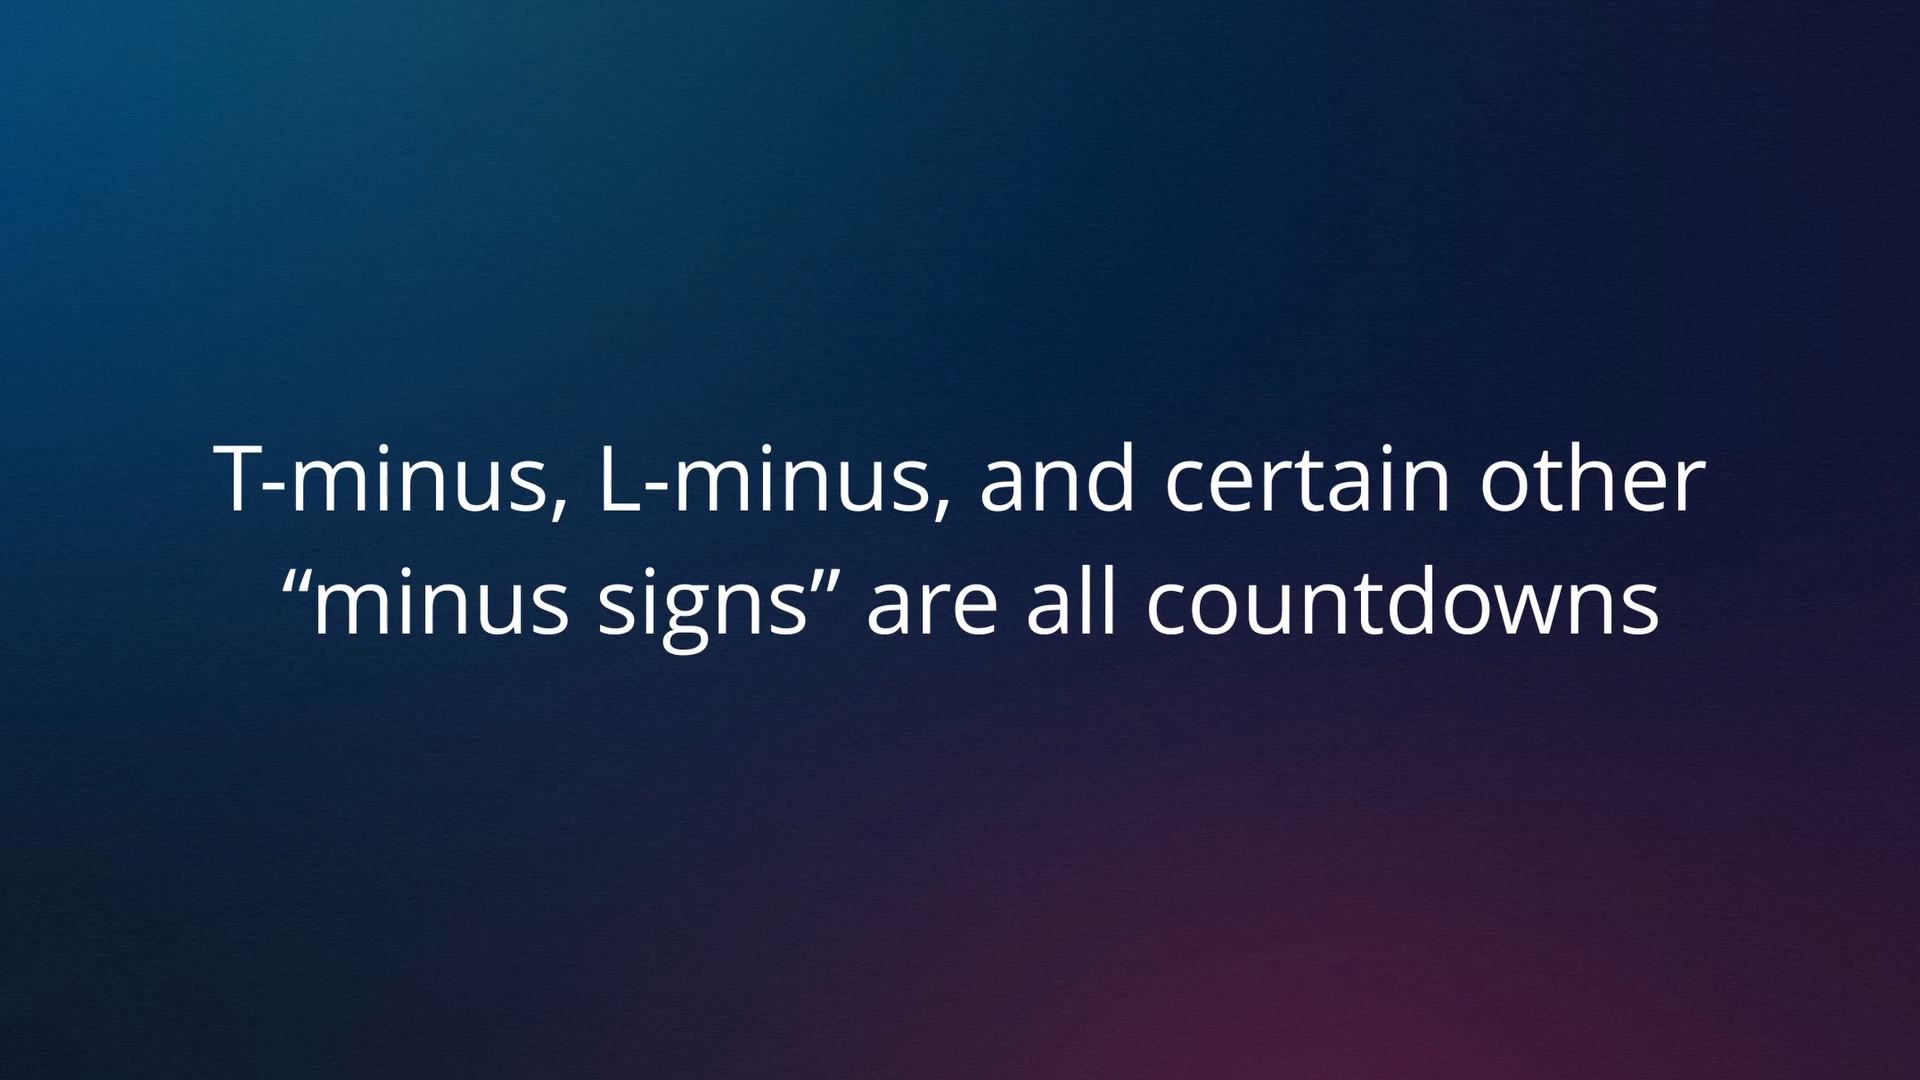 T-minus, L-minus, and certain other
“minus signs” are all countdowns